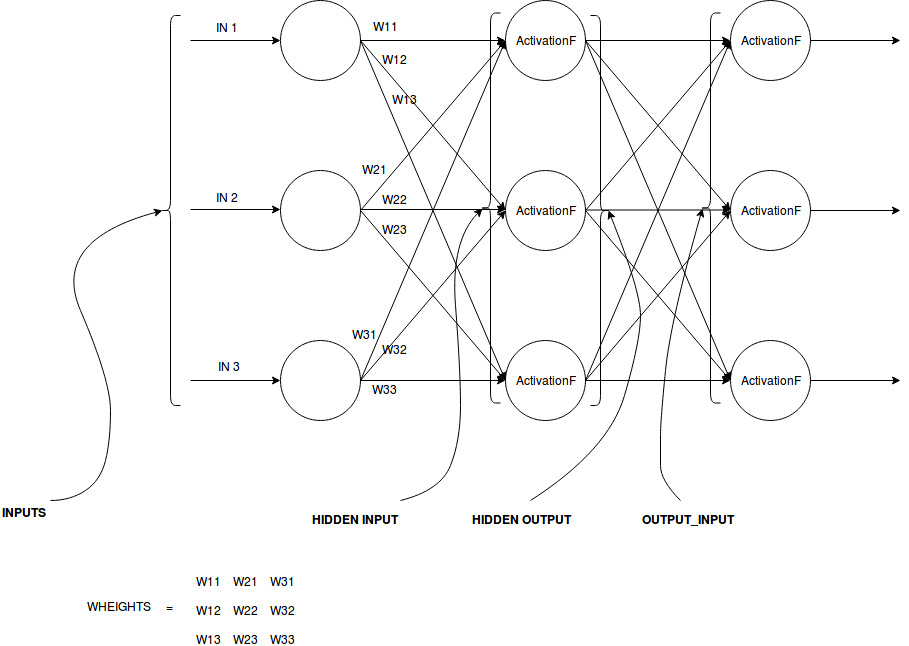 IN 1
W11
ActivationF
ActivationF
W12
W13
W21
IN 2
W22
ActivationF
ActivationF
W23
W31
W32
IN 3
ActivationF
ActivationF
W33
INPUTS
HIDDEN INPUT
HIDDEN OUTPUT
OUTPUT_INPUT
W11 W21 W31
WHEIGHTS = W12 W22 W32
W13 W23 W33